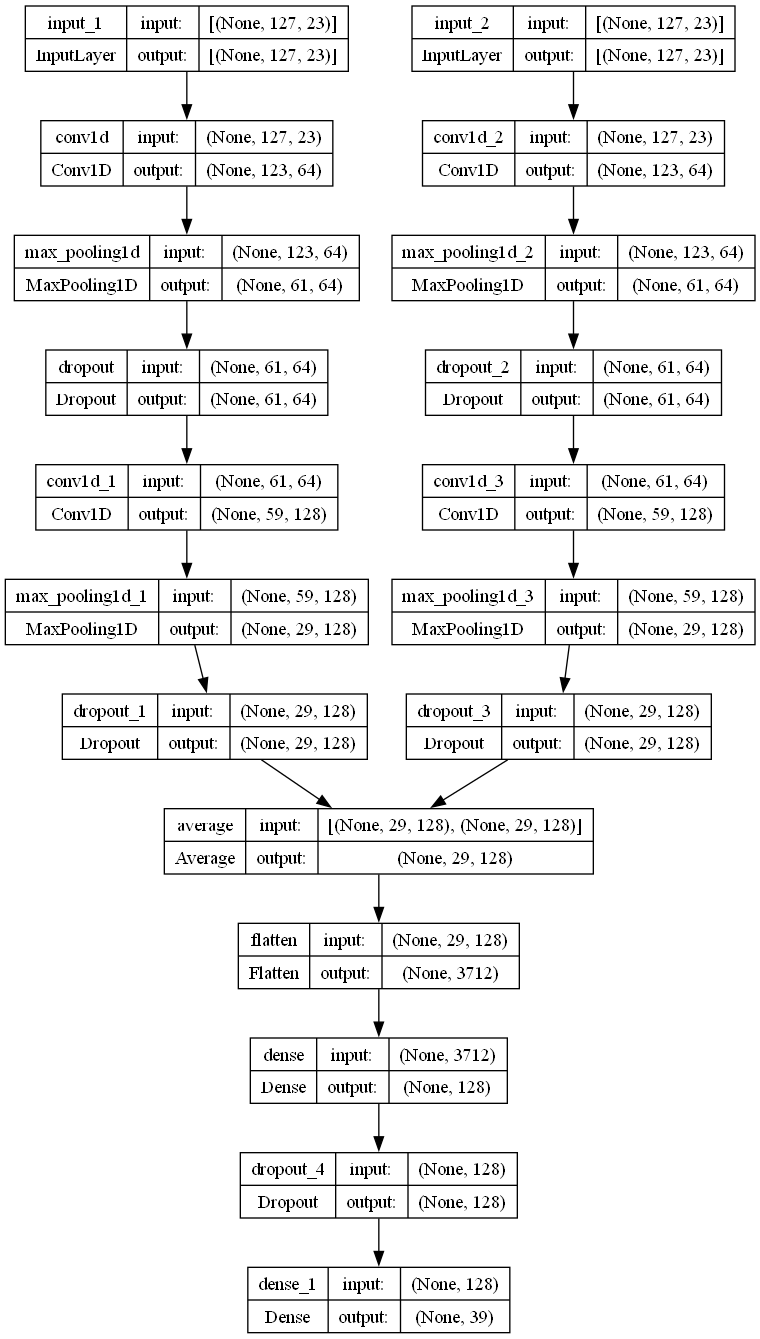 input_1 input: [(None, 127, 23)]
InputLayer output: [(None, 127, 23)]
input_2 input: [(None, 127, 23)]
InputLayer output: [(None, 127, 23)]
conv1d input: (None, 127, 23)
Conv1D output: (None, 123, 64)
conv1d_2 input: (None, 127, 23)
Conv1D output: (None, 123, 64)
max_pooling1d input: (None, 123, 64)
MaxPooling1D output: (None, 61, 64)
max_pooling1d_2 input: (None, 123, 64)
MaxPooling1D output: (None, 61, 64)
dropout input: (None, 61, 64)
Dropout output: (None, 61, 64)
dropout_2 input: (None, 61, 64)
Dropout output: (None, 61, 64)
conv1d_1 input: (None, 61, 64)
Conv1D output: (None, 59, 128)
conv1d_3 input: (None, 61, 64)
Conv1D output: (None, 59, 128)
max_pooling1d_1 input: (None, 59, 128)
MaxPooling1D output: (None, 29, 128)
max_pooling1d_3 input: (None, 59, 128)
MaxPooling1D output: (None, 29, 128)
dropout_1 input: (None, 29, 128)
Dropout output: (None, 29, 128)
dropout_3 input: (None, 29, 128)
Dropout output: (None, 29, 128)
average input: [(None, 29, 128), (None, 29, 128)]
Average output: (None, 29, 128)
flatten input: (None, 29, 128)
Flatten output: (None, 3712)
dense input: (None, 3712)
Dense output: (None, 128)
dropout_4 input: (None, 128)
Dropout output: (None, 128)
dense_1 input: (None, 128)
Dense output: (None, 39)